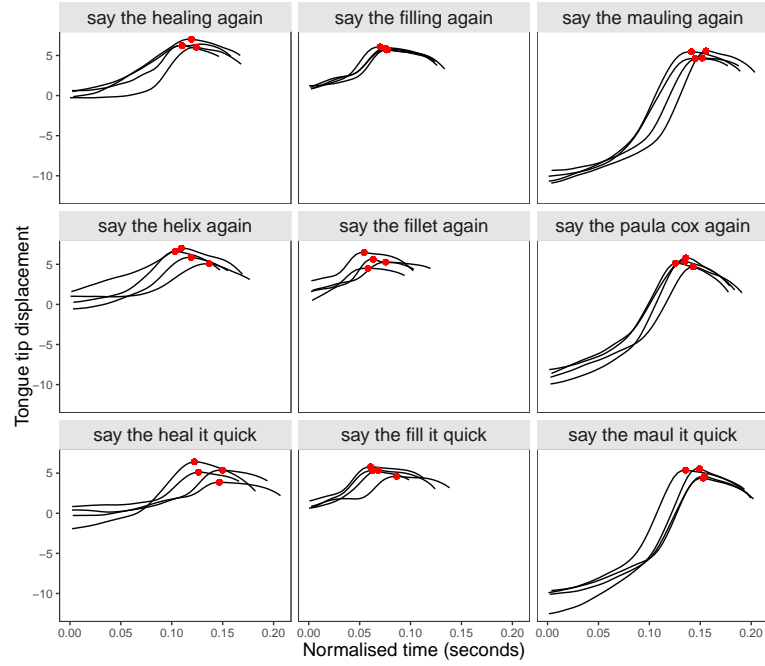 say the healing again
say the filling again
say the mauling again
5
0
−5
−10
say the helix again
say the fillet again
say the paula cox again
5
0
−5
−10
say the heal it quick
say the fill it quick
say the maul it quick
5
0
−5
−10
0.00 0.05 0.10 0.15 0.20
0.00 0.05 0.10 0.15 0.20
0.00 0.05 0.10 0.15 0.20
Normalised time (seconds)
Tongue tip displacement